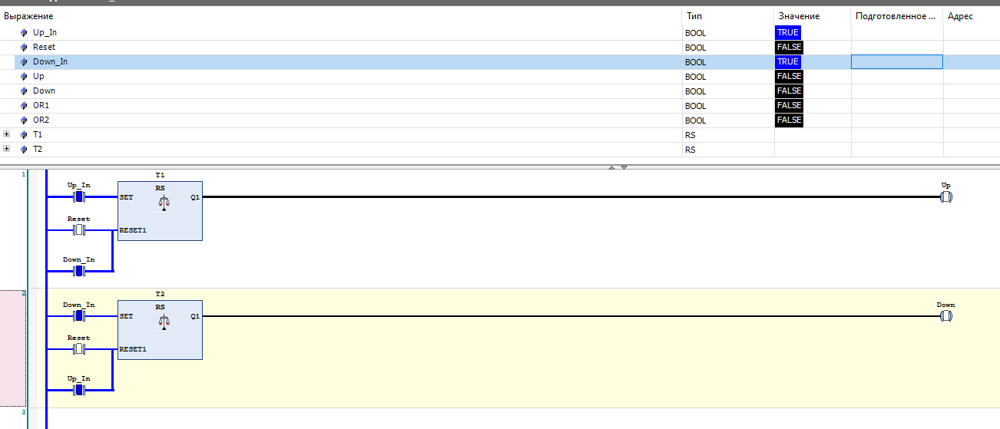 Выражение Тип Значение Подготовленное ... Адрес
Up_In BOOL TRUE
Reset BOOL FALSE
Down_In BOOL TRUE
Up BOOL FALSE
Down BOOL FALSE
OR1 BOOL FALSE
OR2 BOOL FALSE
T1 RS
T2 RS
1
T1
Up_In RS Up
SET Q1
Reset
RESET1
Down_In
2
T2
Down_In RS Down
SET Q1
Reset
RESET1
Up_In
3